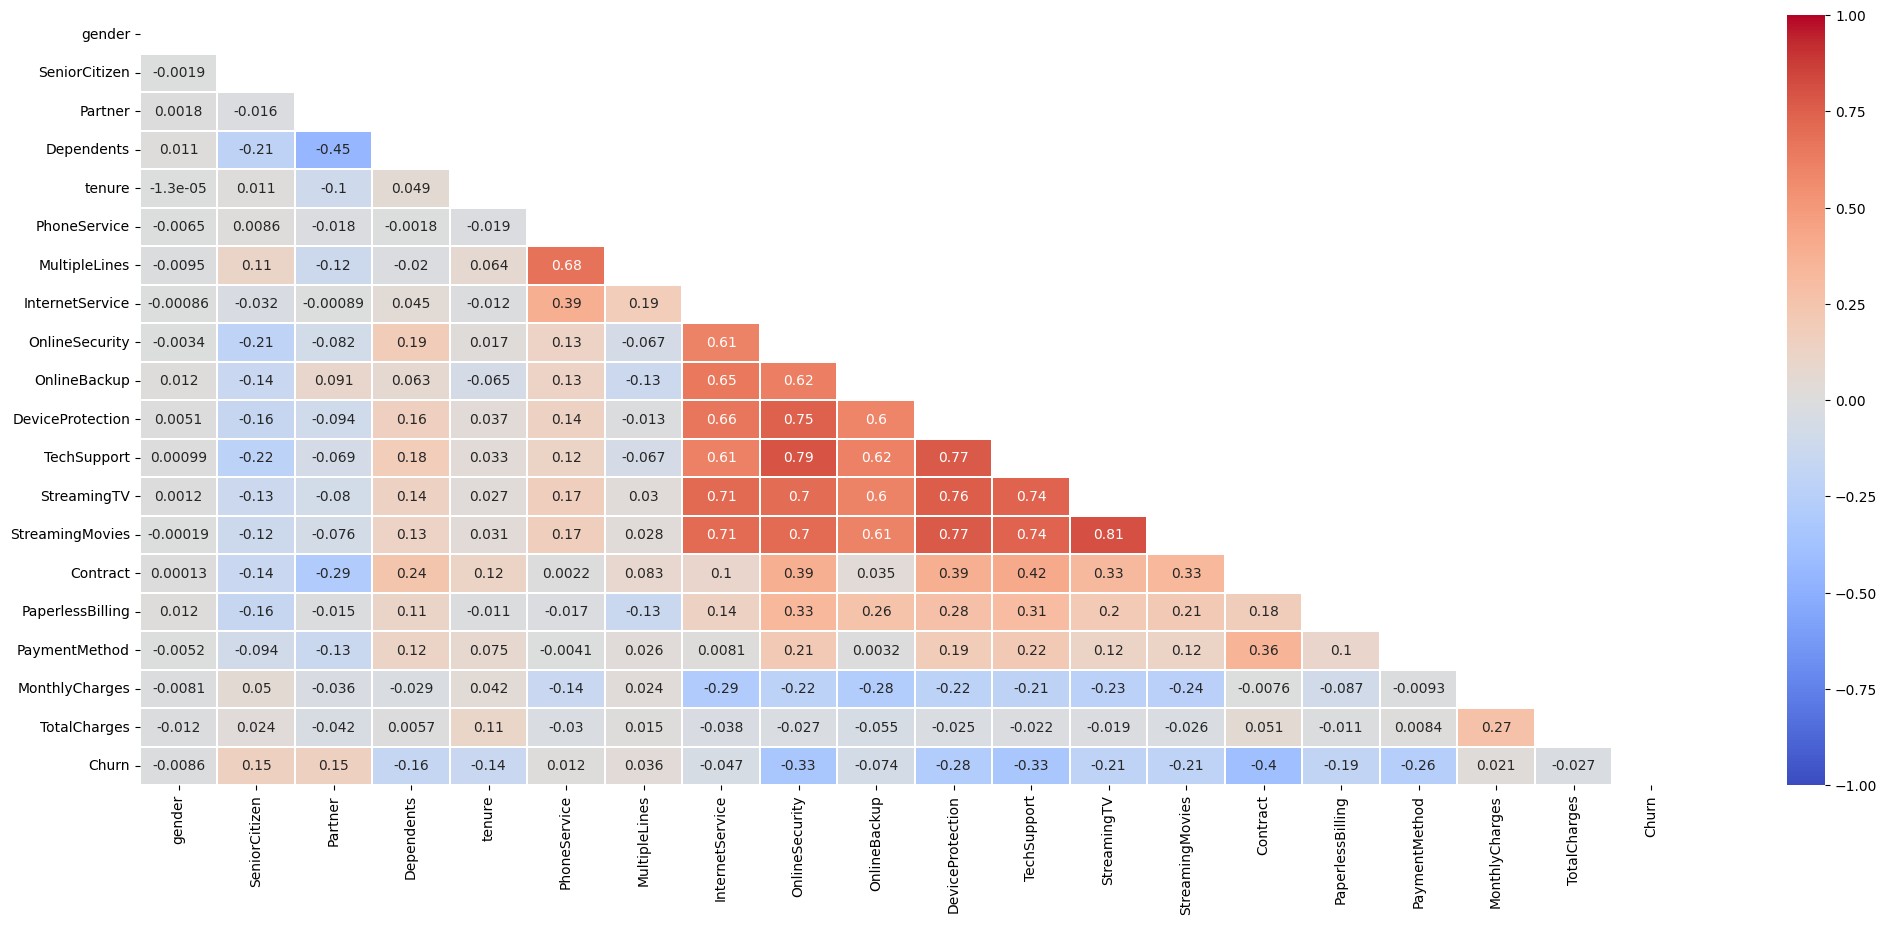 gender
SeniorCitizen -0.0019
Partner 0.0018 -0.016
Dependents 0.011 -0.21 -0.45
tenure -1.3e-05 0.011 -0.1 0.049
PhoneService -0.0065 0.0086 -0.018 -0.0018 -0.019
MultipleLines -0.0095 0.11 -0.12 -0.02 0.064 0.68
InternetService -0.00086 -0.032 -0.00089 0.045 -0.012 0.39 0.19
OnlineSecurity -0.0034 -0.21 -0.082 0.19 0.017 0.13 -0.067 0.61
OnlineBackup 0.012 -0.14 0.091 0.063 -0.065 0.13 -0.13 0.65 0.62
DeviceProtection 0.0051 -0.16 -0.094 0.16 0.037 0.14 -0.013 0.66 0.75 0.6
TechSupport 0.00099 -0.22 -0.069 0.18 0.033 0.12 -0.067 0.61 0.79 0.62 0.77
StreamingTV 0.0012 -0.13 -0.08 0.14 0.027 0.17 0.03 0.71 0.7 0.6 0.76 0.74
StreamingMovies -0.00019 -0.12 -0.076 0.13 0.031 0.17 0.028 0.71 0.7 0.61 0.77 0.74 0.81
Contract 0.00013 -0.14 -0.29 0.24 0.12 0.0022 0.083 0.1 0.39 0.035 0.39 0.42 0.33 0.33
PaperlessBilling 0.012 -0.16 -0.015 0.11 -0.011 -0.017 -0.13 0.14 0.33 0.26 0.28 0.31 0.2 0.21 0.18
PaymentMethod -0.0052 -0.094 -0.13 0.12 0.075 -0.0041 0.026 0.0081 0.21 0.0032 0.19 0.22 0.12 0.12 0.36 0.1
MonthlyCharges -0.0081 0.05 -0.036 -0.029 0.042 -0.14 0.024 -0.29 -0.22 -0.28 -0.22 -0.21 -0.23 -0.24 -0.0076 -0.087 -0.0093
TotalCharges -0.012 0.024 -0.042 0.0057 0.11 -0.03 0.015 -0.038 -0.027 -0.055 -0.025 -0.022 -0.019 -0.026 0.051 -0.011 0.0084 0.27
Churn -0.0086 0.15 0.15 -0.16 -0.14 0.012 0.036 -0.047 -0.33 -0.074 -0.28 -0.33 -0.21 -0.21 -0.4 -0.19 -0.26 0.021 -0.027
gender
SeniorCitizen
Partner
Dependents
tenure
PhoneService
MultipleLines
InternetService
OnlineSecurity
OnlineBackup
DeviceProtection
TechSupport
StreamingTV
StreamingMovies
Contract
PaperlessBilling
PaymentMethod
MonthlyCharges
TotalCharges
Churn
1.00
0.75
0.50
0.25
0.00
−0.25
−0.50
−0.75
−1.00